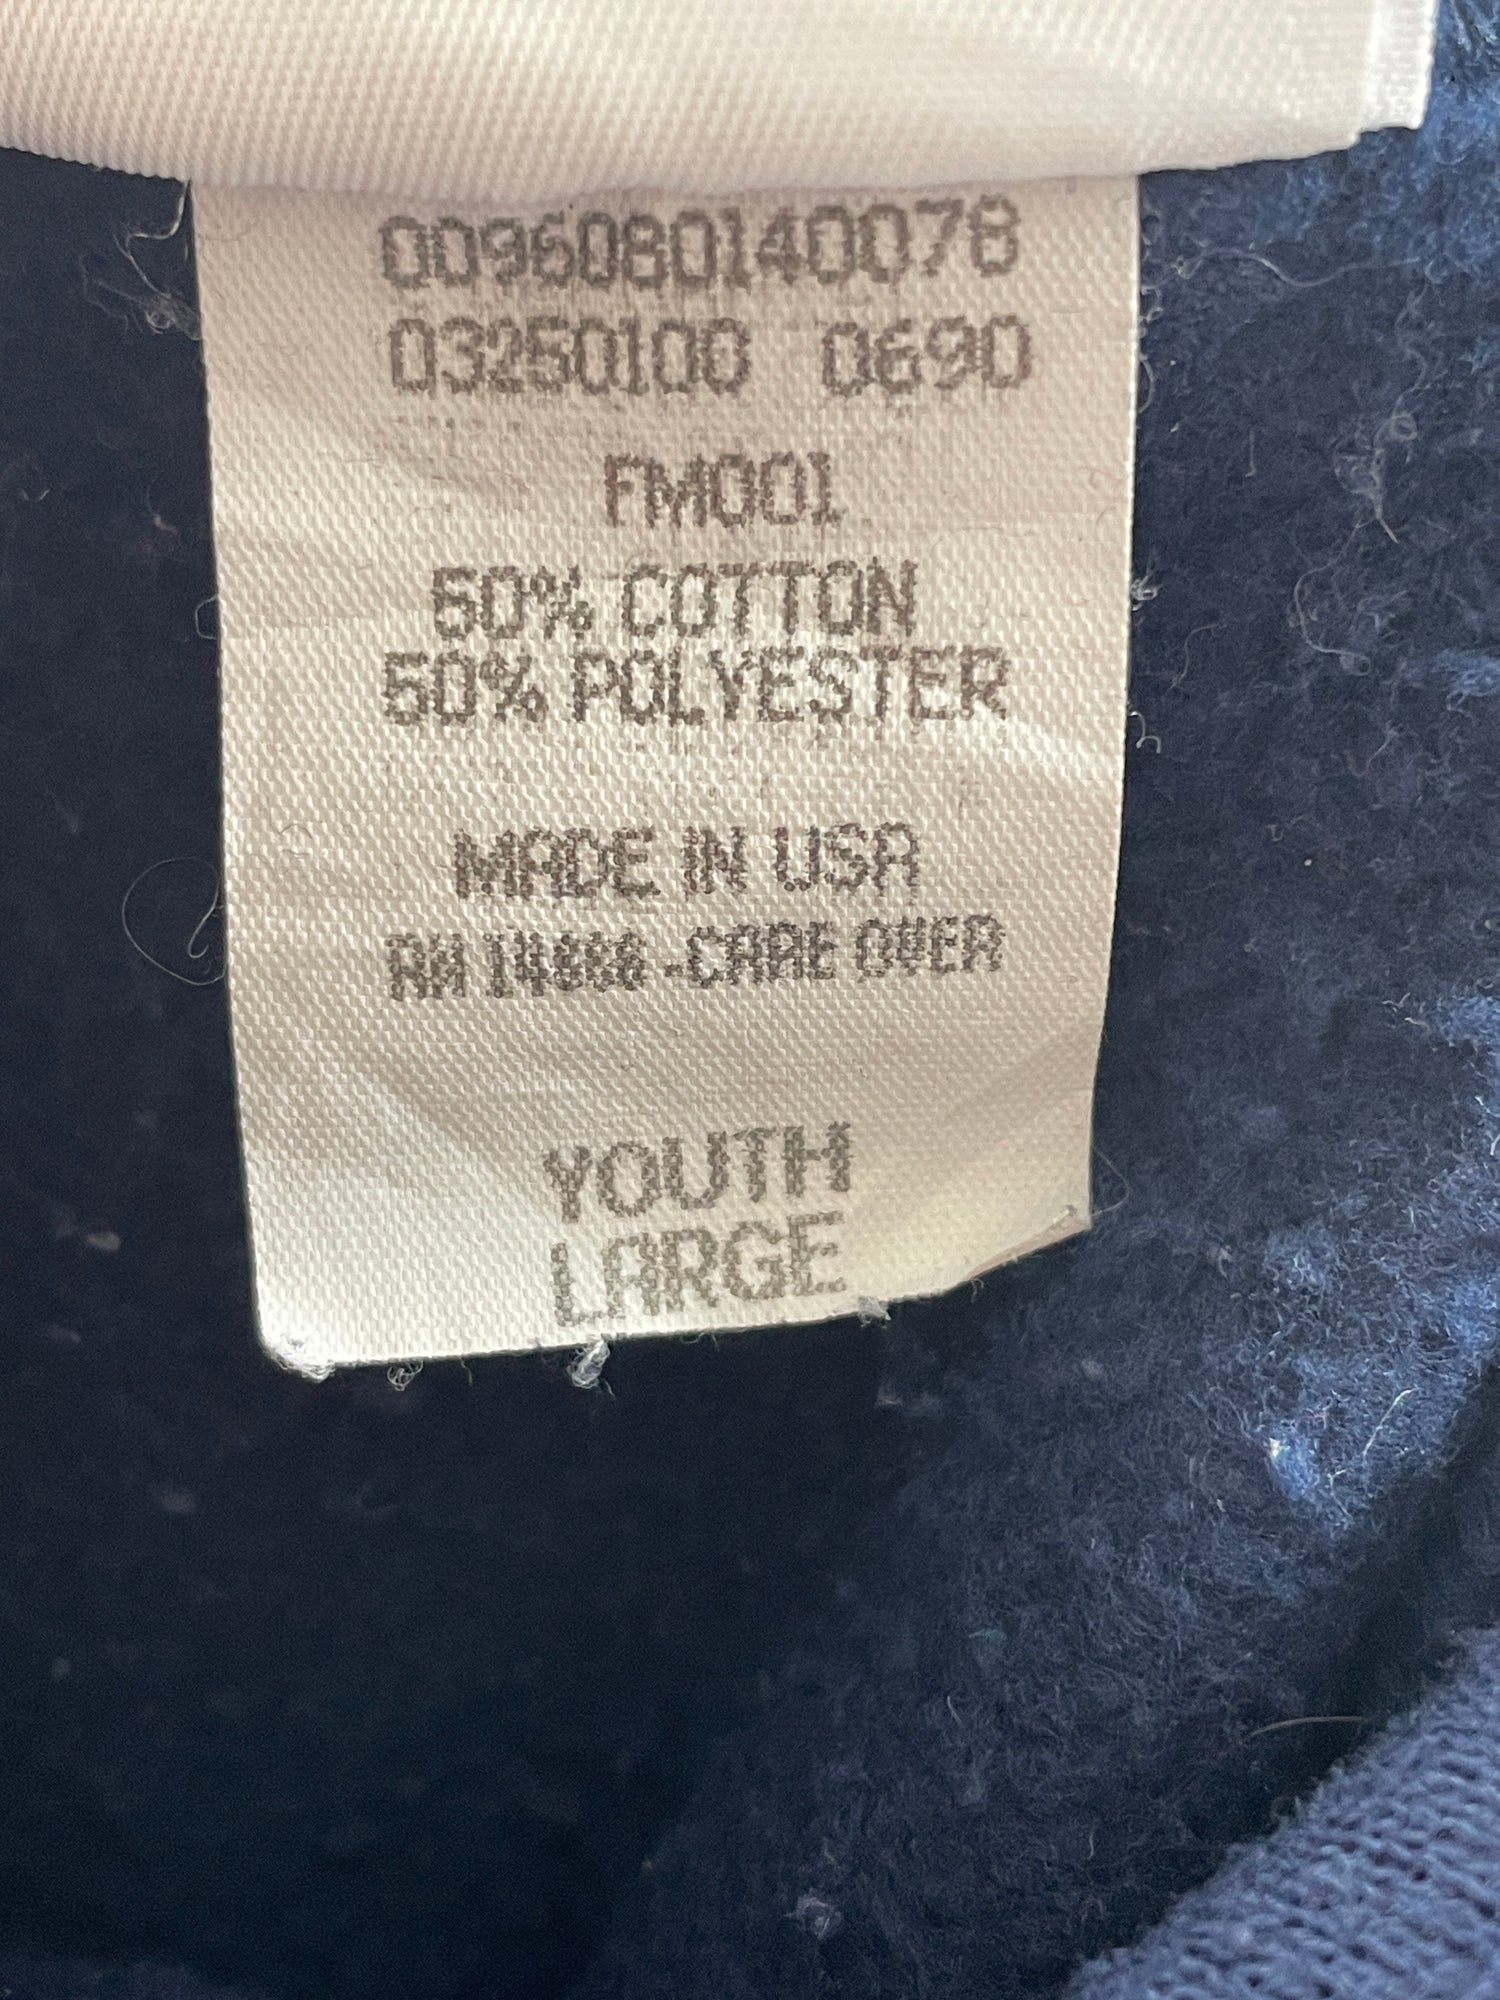 0096080140078
03250100 0690
FM001
50% COTTON
50% POLYESTER
MADE IN USA
RN 14866 -CARE OVER
YOUTH
LARGE